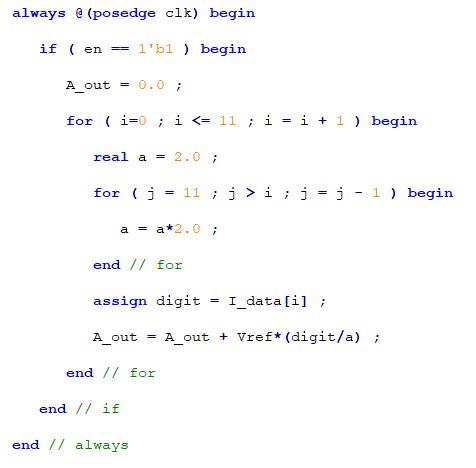 always @(posedge clk) begin
if ( en == 1'b1 ) begin
A_out = 0.0 ;
for ( i=0 ; i <= 11 ; i = i + 1 ) begin
real a = 2.0 ;
for ( j = 11 ; j > i ; j = j - 1 ) begin
a = a*2.0 ;
end // for
assign digit = I_data[i] ;
A_out = A_out + Vref*(digit/a) ;
end // for
end // if
end // always